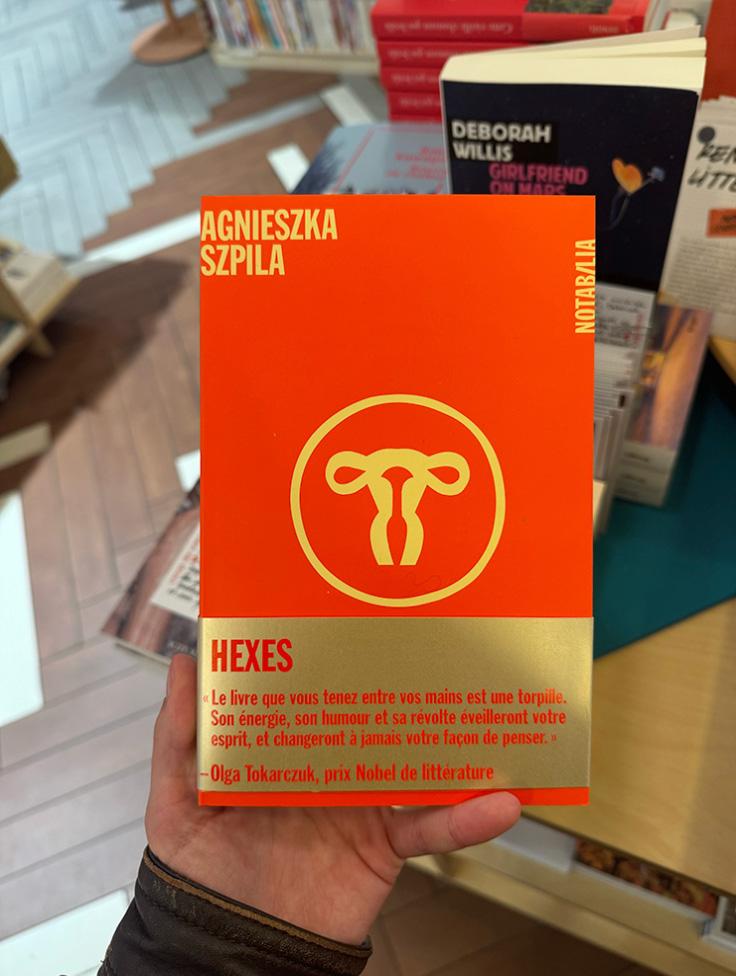 AGNIESZKA
SZPILA
NOTAB/LIA
HEXES
« Le livre que vous tenez entre vos mains est une torpille.
Son énergie, son humour et sa révolte éveilleront votre
esprit, et changeront à jamais votre façon de penser. »
– Olga Tokarczuk, prix Nobel de littérature
DEBORAH
WILLIS
GIRLFRIEND
ON MARS